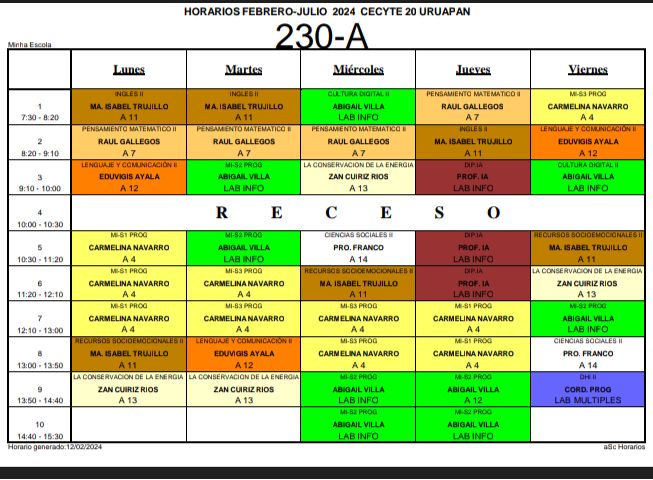 HORARIOS FEBRERO-JULIO 2024 CECYTE 20 URUAPAN
230-A
Minha Escola
Lunes Martes Miércoles Jueves Viernes
INGLES II INGLES II CULTURA DIGITAL II PENSAMIENTO MATEMATICO II MI-S3 PROG
1 MA. ISABEL TRUJILLO MA. ISABEL TRUJILLO ABIGAIL VILLA RAUL GALLEGOS CARMELINA NAVARRO
7:30 - 8:20 A 11 A 11 LAB INFO A 7 A 4
PENSAMIENTO MATEMATICO II PENSAMIENTO MATEMATICO II PENSAMIENTO MATEMATICO II INGLES II LENGUAJE Y COMUNICACIÓN II
2 RAUL GALLEGOS RAUL GALLEGOS RAUL GALLEGOS MA. ISABEL TRUJILLO EDUVIGIS AYALA
8:20 - 9:10 A 7 A 7 A 7 A 11 A 12
LENGUAJE Y COMUNICACIÓN II MI-S2 PROG LA CONSERVACION DE LA ENERGIA DIP.IA CULTURA DIGITAL II
3 EDUVIGIS AYALA ABIGAIL VILLA ZAN CUIRIZ RIOS PROF. IA ABIGAIL VILLA
9:10 - 10:00 A 12 LAB INFO A 13 LAB INFO LAB INFO
4 R E C E S O
10:00 - 10:30
MI-S1 PROG MI-S2 PROG CIENCIAS SOCIALES II DIP.IA RECURSOS SOCIOEMOCIONALES II
5 CARMELINA NAVARRO ABIGAIL VILLA PRO. FRANCO PROF. IA MA. ISABEL TRUJILLO
10:30 - 11:20 A 4 LAB INFO A 14 LAB INFO A 11
MI-S1 PROG MI-S3 PROG RECURSOS SOCIOEMOCIONALES II DIP.IA LA CONSERVACION DE LA ENERGIA
6 CARMELINA NAVARRO CARMELINA NAVARRO MA. ISABEL TRUJILLO PROF. IA ZAN CUIRIZ RIOS
11:20 - 12:10 A 4 A 4 A 11 LAB INFO A 13
MI-S1 PROG MI-S3 PROG MI-S3 PROG MI-S1 PROG MI-S2 PROG
7 CARMELINA NAVARRO CARMELINA NAVARRO CARMELINA NAVARRO CARMELINA NAVARRO ABIGAIL VILLA
12:10 - 13:00 A 4 A 4 A 4 A 4 LAB INFO
RECURSOS SOCIOEMOCIONALES II LENGUAJE Y COMUNICACIÓN II MI-S3 PROG MI-S1 PROG CIENCIAS SOCIALES II
8 MA. ISABEL TRUJILLO EDUVIGIS AYALA CARMELINA NAVARRO CARMELINA NAVARRO PRO. FRANCO
13:00 - 13:50 A 11 A 12 A 4 A 4 A 14
LA CONSERVACION DE LA ENERGIA LA CONSERVACION DE LA ENERGIA MI-S2 PROG MI-S2 PROG DHI II
9 ZAN CUIRIZ RIOS ZAN CUIRIZ RIOS ABIGAIL VILLA ABIGAIL VILLA CORD. PROG
13:50 - 14:40 A 13 A 13 LAB INFO A 12 LAB MULTIPLES
MI-S2 PROG MI-S2 PROG
10 ABIGAIL VILLA ABIGAIL VILLA
14:40 - 15:30 LAB INFO LAB INFO
Horario generado:12/02/2024 aSc Horarios